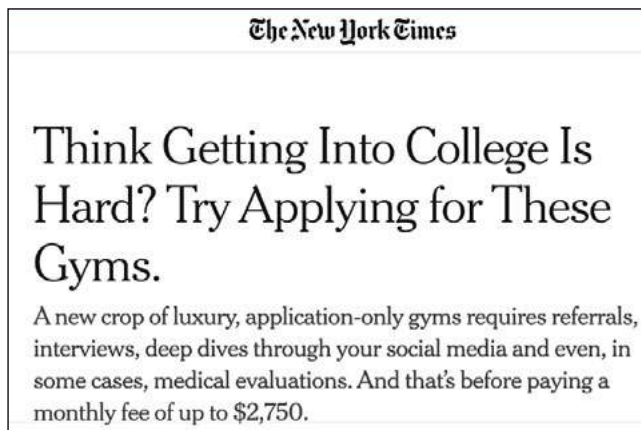 The New York Times
Think Getting Into College Is
Hard? Try Applying for These
Gyms.
A new crop of luxury, application-only gyms requires referrals,
interviews, deep dives through your social media and even, in
some cases, medical evaluations. And that's before paying a
monthly fee of up to $2,750.